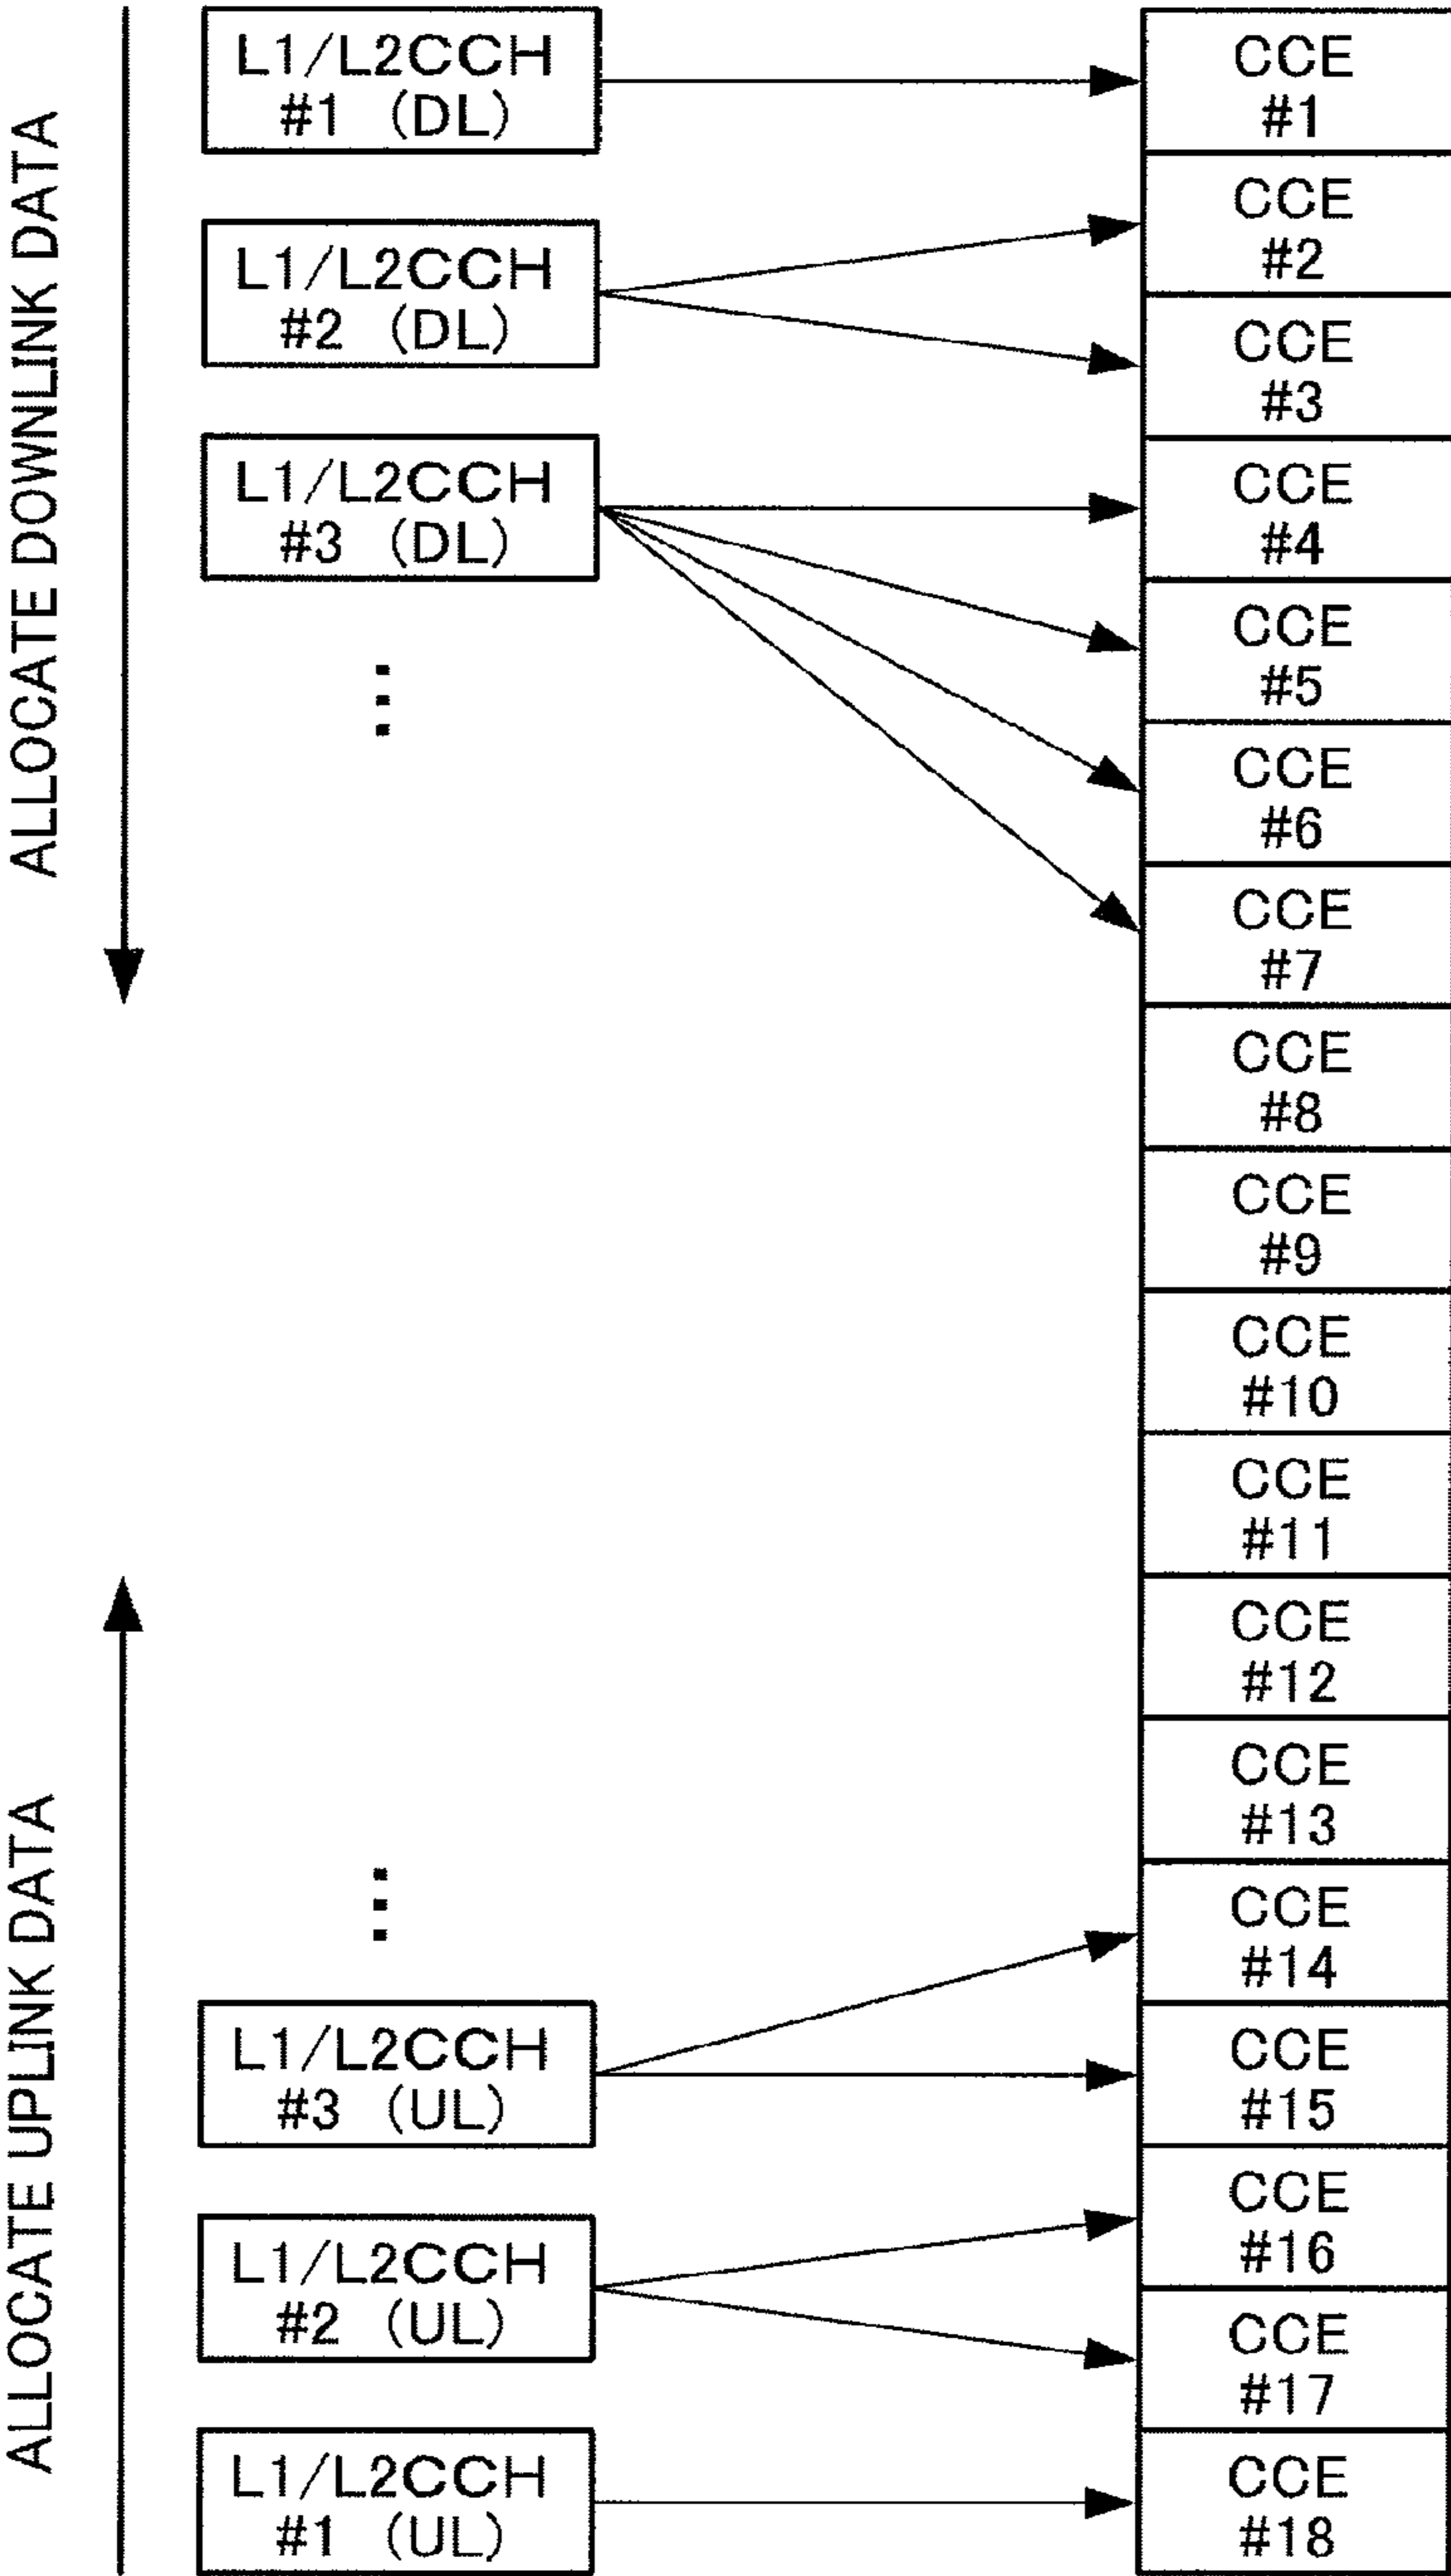 ALLOCATE DOWNLINK DATA
L1/L2CCH
#1 (DL)
L1/L2CCH
#2 (DL)
L1/L2CCH
#3 (DL)
⋮
CCE
#1
CCE
#2
CCE
#3
CCE
#4
CCE
#5
CCE
#6
CCE
#7
CCE
#8
CCE
#9
CCE
#10
CCE
#11
CCE
#12
CCE
#13
CCE
#14
CCE
#15
CCE
#16
CCE
#17
CCE
#18
ALLOCATE UPLINK DATA
⋮
L1/L2CCH
#3 (UL)
L1/L2CCH
#2 (UL)
L1/L2CCH
#1 (UL)